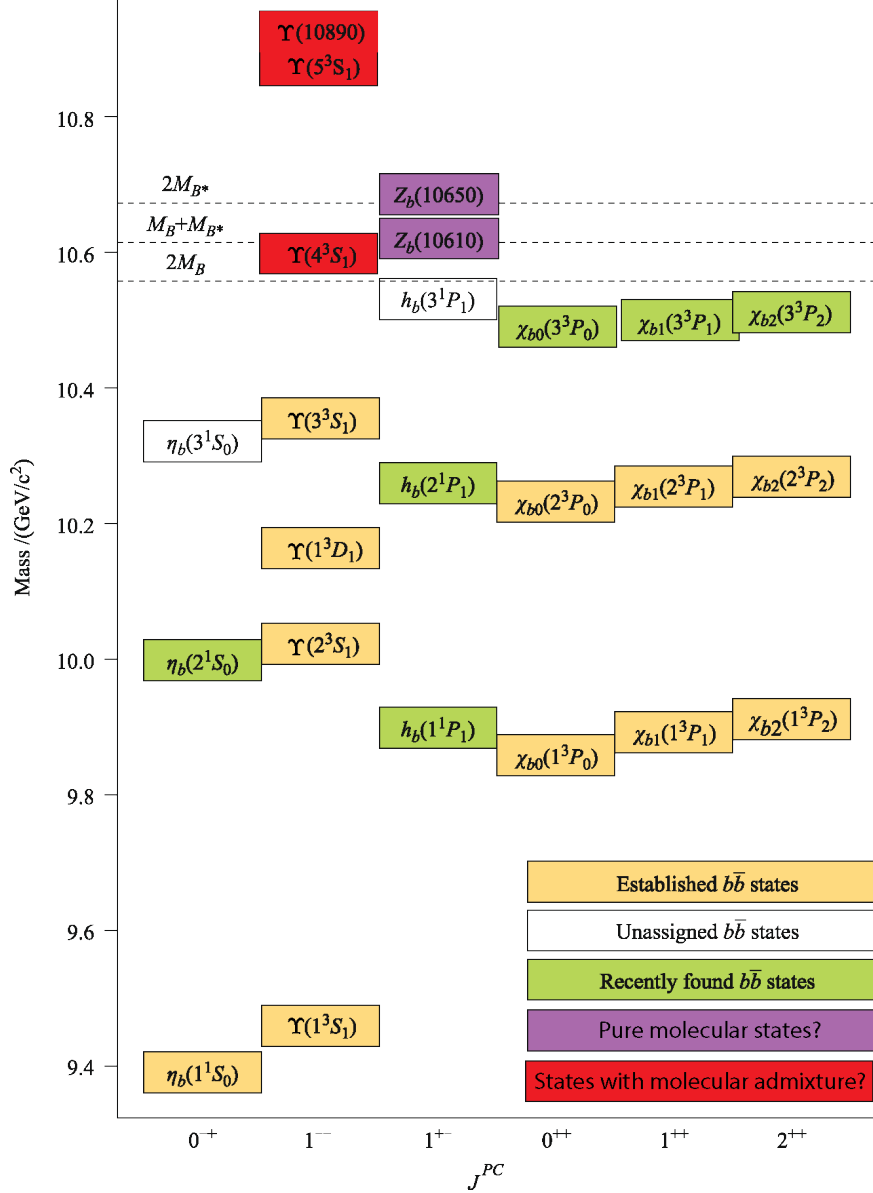 ϒ(10890)
ϒ(5³S₁)
10.8
2M_B*
Z_b(10650)
M_B+M_B*
Z_b(10610)
10.6
ϒ(4³S₁)
2M_B
h_b(3¹P₁)
χ_b0(3³P₀)
χ_b1(3³P₁)
χ_b2(3³P₂)
10.4
η_b(3¹S₀)
ϒ(3³S₁)
h_b(2¹P₁)
χ_b0(2³P₀)
χ_b1(2³P₁)
χ_b2(2³P₂)
Mass /(GeV/c²)
10.2
ϒ(1³D₁)
10.0
η_b(2¹S₀)
ϒ(2³S₁)
h_b(1¹P₁)
χ_b0(1³P₀)
χ_b1(1³P₁)
χ_b2(1³P₂)
9.8
Established bb̅ states
9.6
Unassigned bb̅ states
Recently found bb̅ states
Pure molecular states?
States with molecular admixture?
9.4
η_b(1¹S₀)
ϒ(1³S₁)
0⁻⁺ 1⁻⁻ 1⁺⁻ 0⁺⁺ 1⁺⁺ 2⁺⁺
J^PC